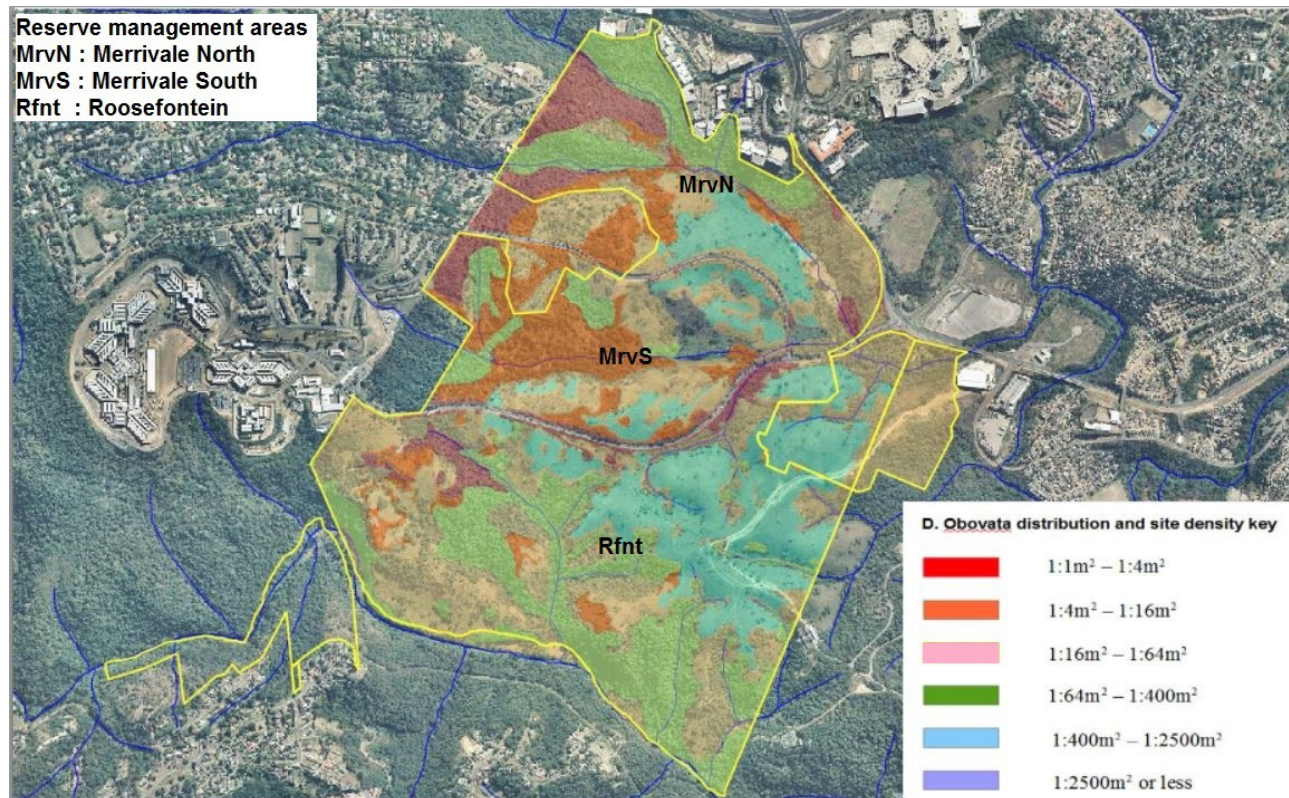 Reserve management areas
MrvN : Merrivale North
MrvS : Merrivale South
Rfnt : Roosefontein
MrvN
MrvS
Rfnt
D. Obovata distribution and site density key
1:1m² – 1:4m²
1:4m² – 1:16m²
1:16m² – 1:64m²
1:64m² – 1:400m²
1:400m² – 1:2500m²
1:2500m² or less